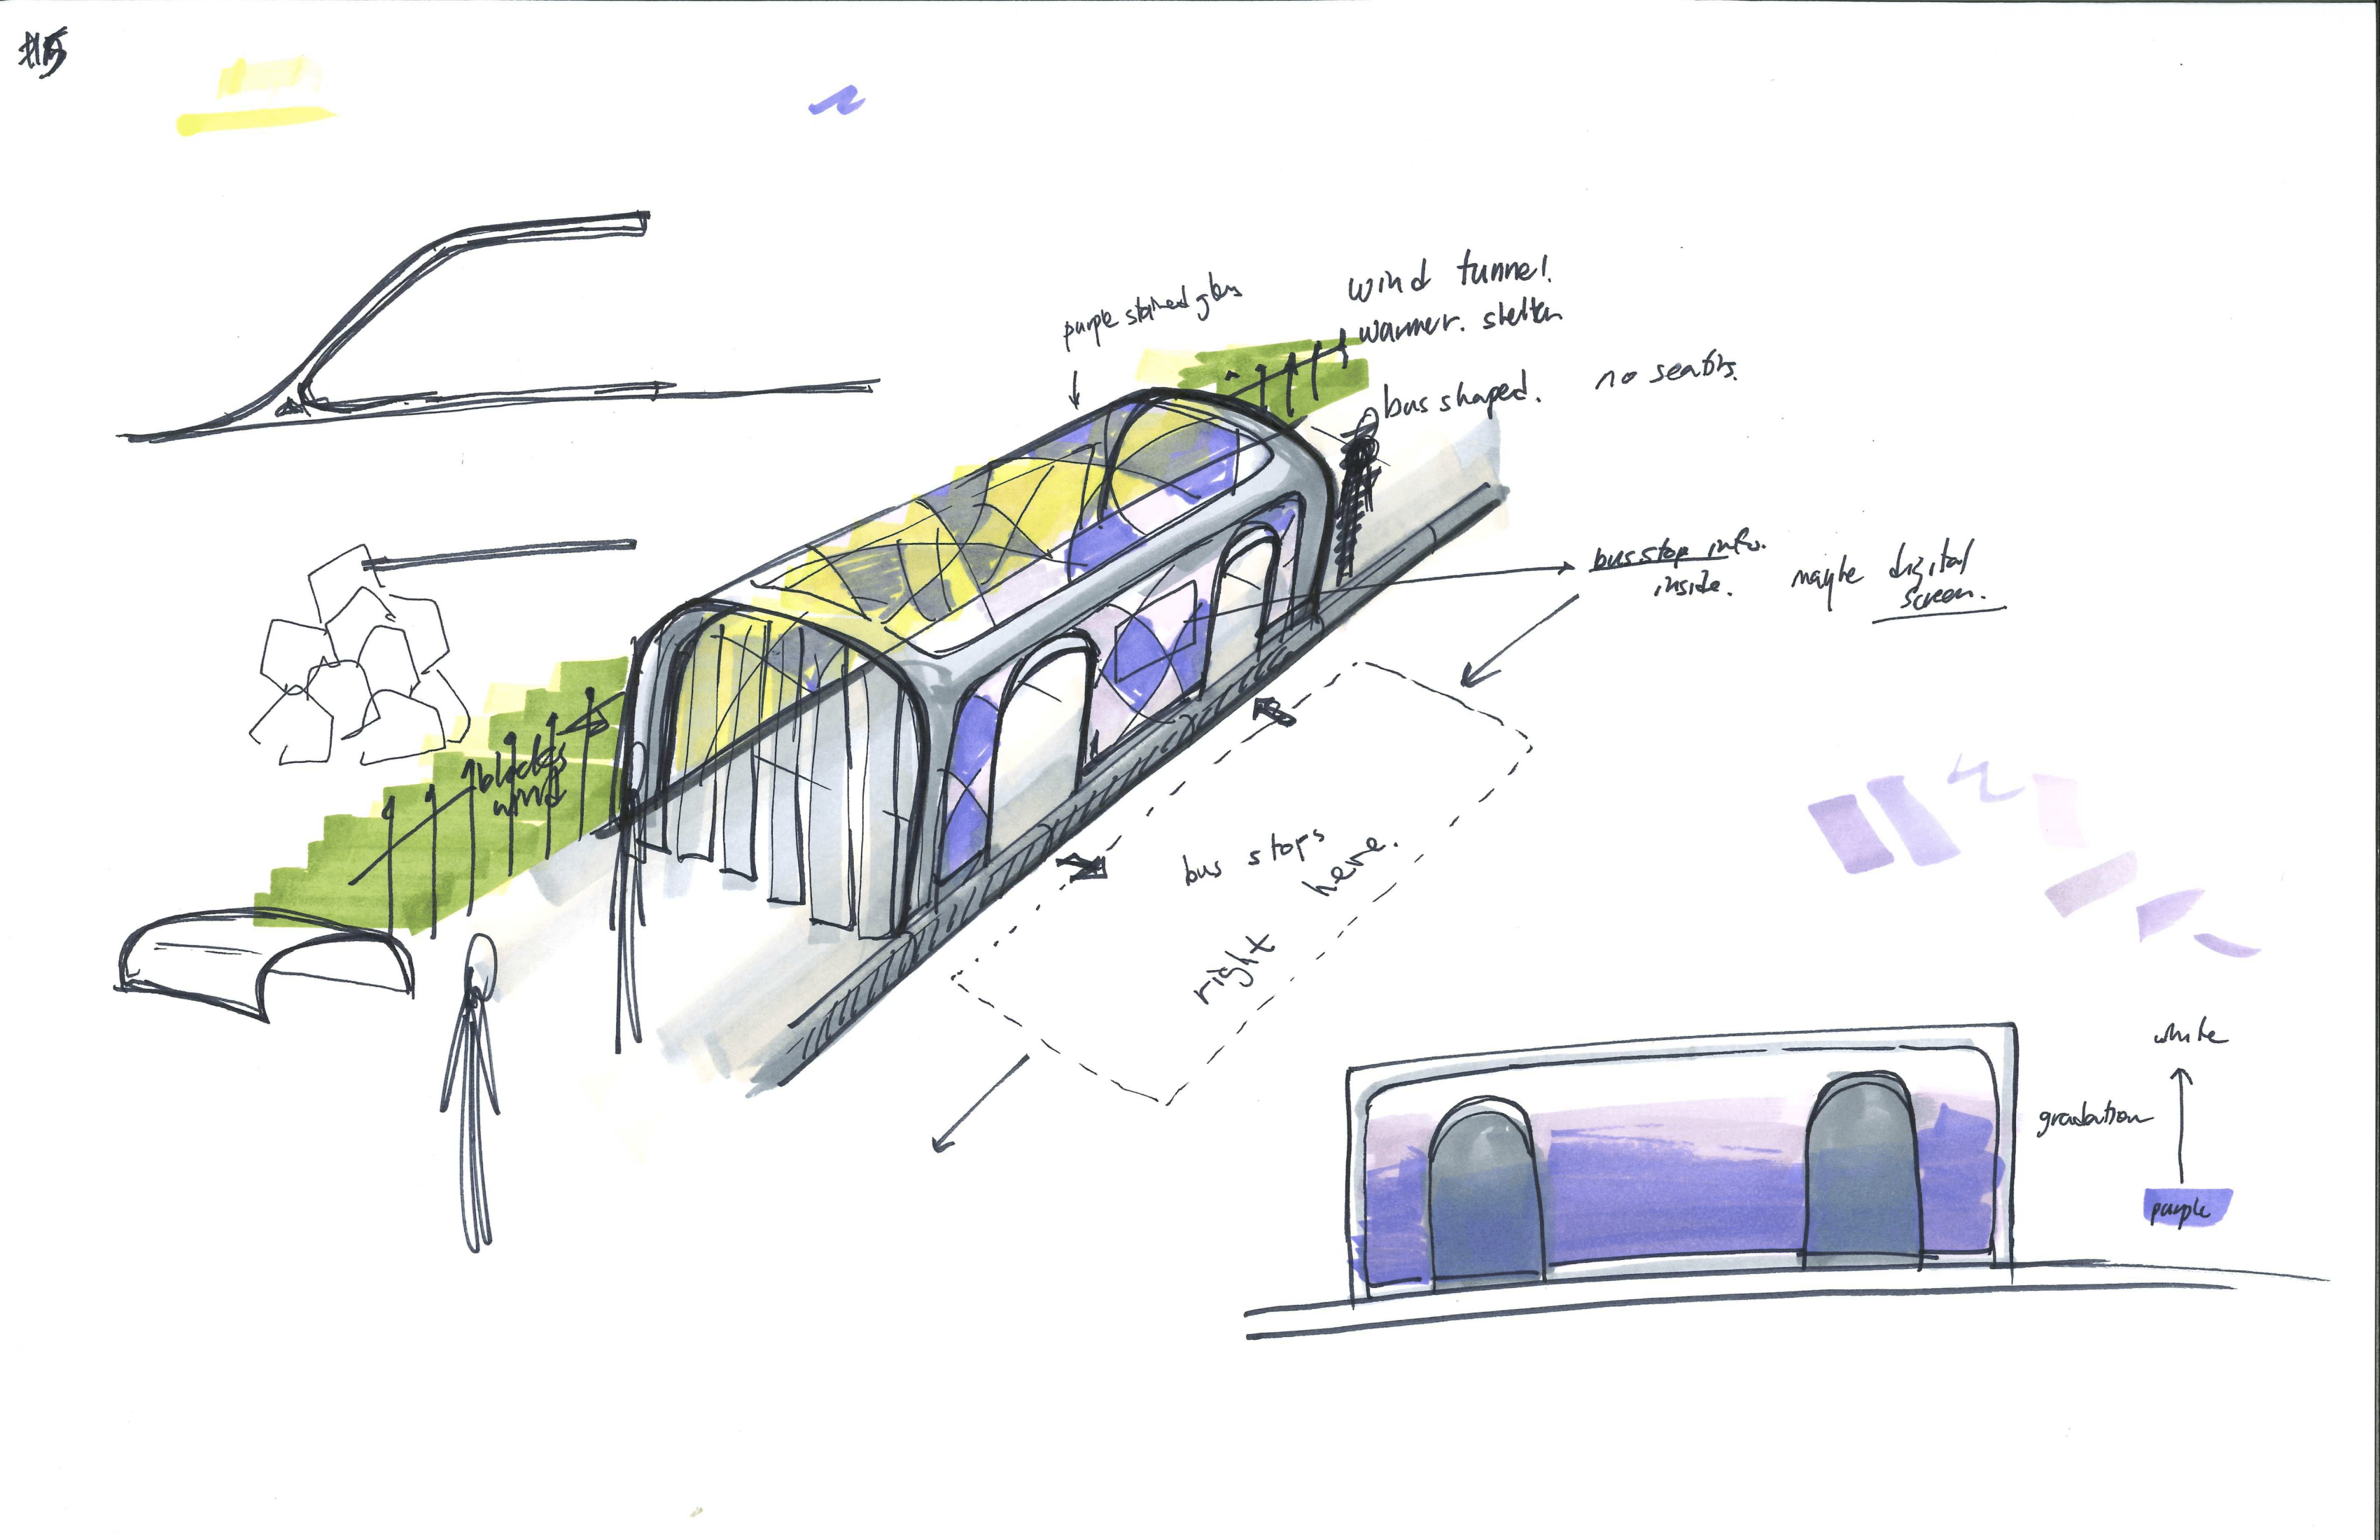 purple stained glass
wind tunnel.
warmer. shelter
bus shaped.
no seats.
bus stop info.
inside.
maybe digital
screen.
blocks
wind
bus stops
right here.
white
gradation
purple